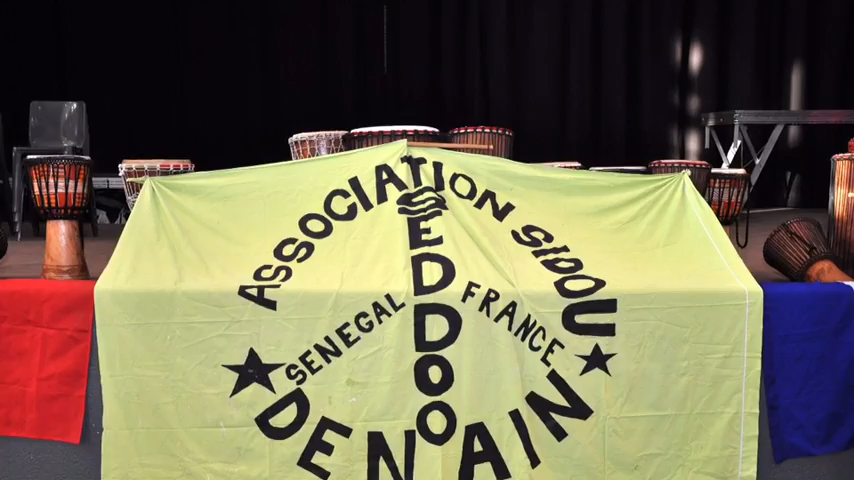 ASSOCIATION SIDOU
SEDDOO
SENEGAL FRANCE
DENAIN